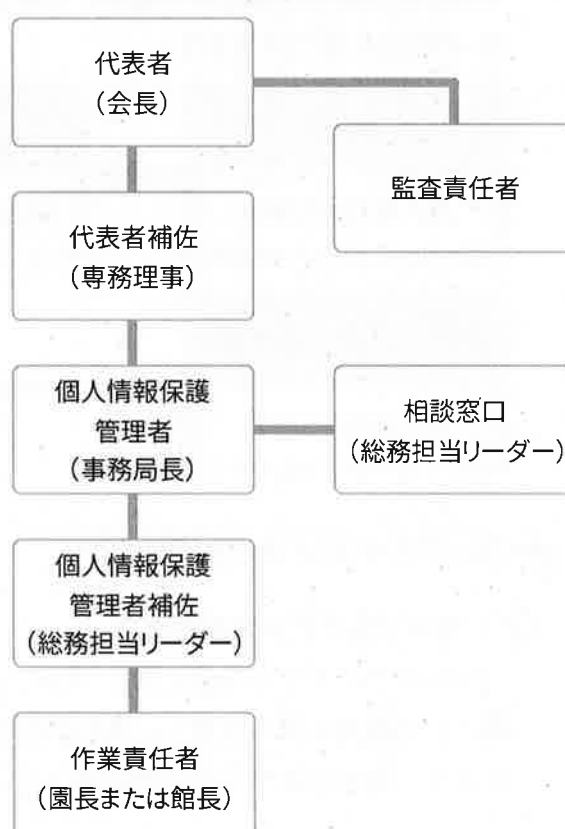 代表者
（会長）
監査責任者
代表者補佐
（専務理事）
個人情報保護
管理者
（事務局長）
相談窓口
（総務担当リーダー）
個人情報保護
管理者補佐
（総務担当リーダー）
作業責任者
（園長または館長）